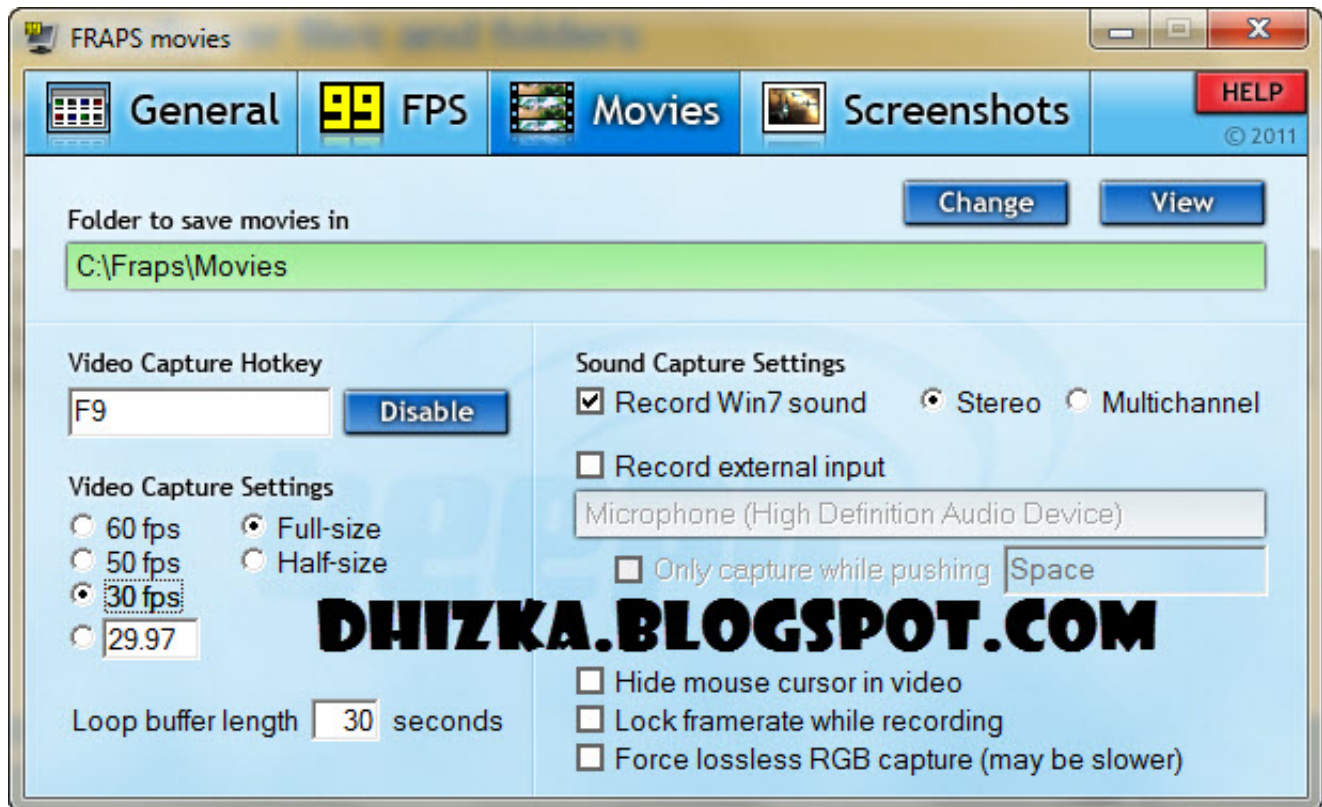 FRAPS movies
General 99 FPS Movies Screenshots HELP
© 2011
Change View
Folder to save movies in
C:\Fraps\Movies
Video Capture Hotkey
F9 Disable
Video Capture Settings
60 fps Full-size
50 fps Half-size
30 fps
29.97
Loop buffer length 30 seconds
Sound Capture Settings
Record Win7 sound Stereo Multichannel
Record external input
Microphone (High Definition Audio Device)
Only capture while pushing Space
DHIZKA.BLOGSPOT.COM
Hide mouse cursor in video
Lock framerate while recording
Force lossless RGB capture (may be slower)